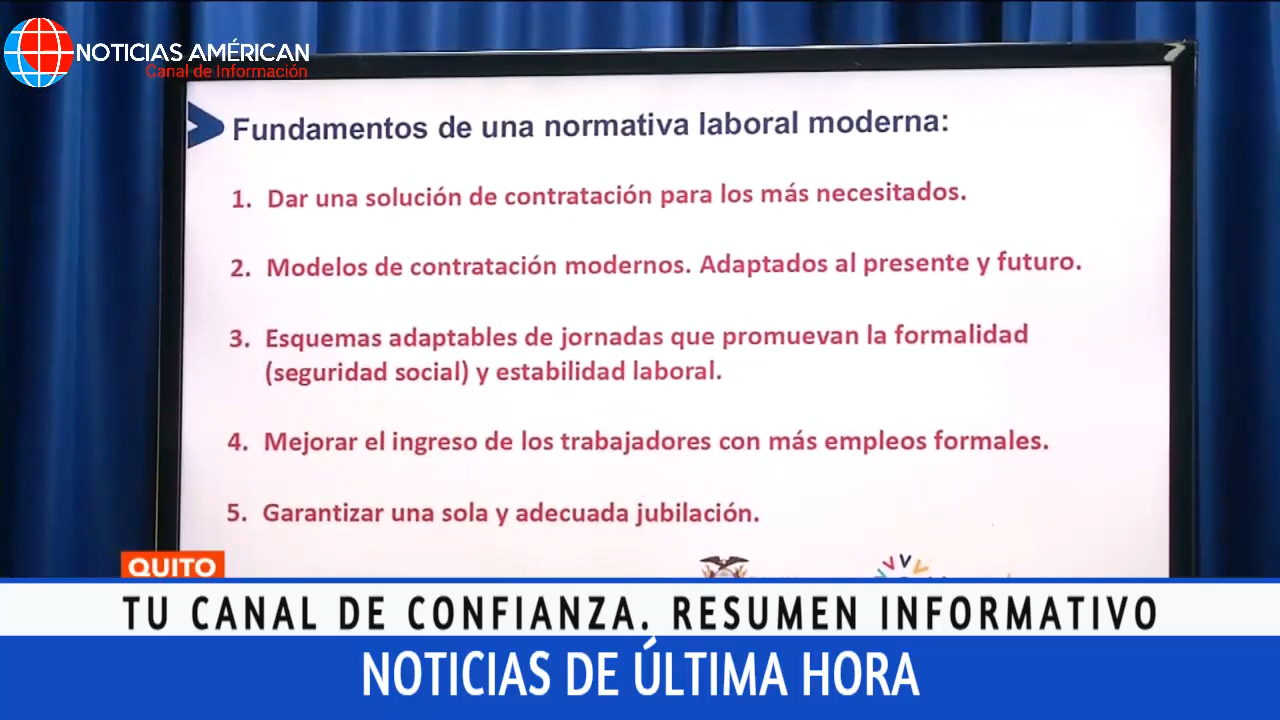 NOTICIAS AMÉRICAN
Canal de Información
Fundamentos de una normativa laboral moderna:
1. Dar una solución de contratación para los más necesitados.
2. Modelos de contratación modernos. Adaptados al presente y futuro.
3. Esquemas adaptables de jornadas que promuevan la formalidad
(seguridad social) y estabilidad laboral.
4. Mejorar el ingreso de los trabajadores con más empleos formales.
5. Garantizar una sola y adecuada jubilación.
QUITO
TU CANAL DE CONFIANZA. RESUMEN INFORMATIVO
NOTICIAS DE ÚLTIMA HORA